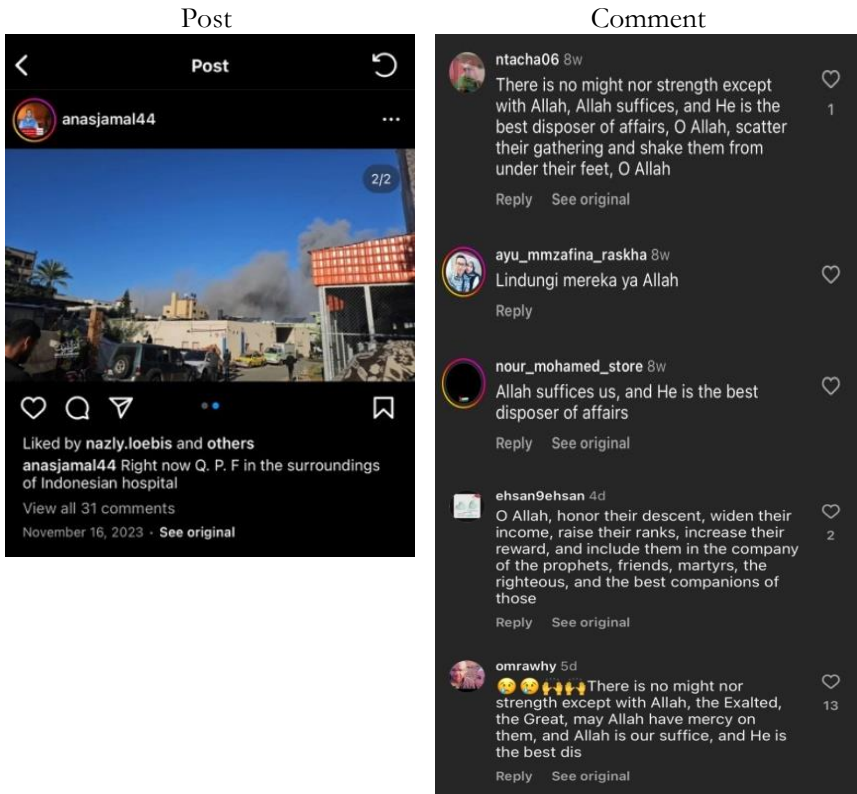 Post
Comment
Post
anasjamal44
2/2
Liked by nazly.loebis and others
anasjamal44 Right now Q. P. F in the surroundings
of Indonesian hospital
View all 31 comments
November 16, 2023 · See original
ntacha06 8w
There is no might nor strength except
with Allah, Allah suffices, and He is the
best disposer of affairs, O Allah, scatter
their gathering and shake them from
under their feet, O Allah
1
Reply See original
ayu_mmzafina_raskha 8w
Lindungi mereka ya Allah
Reply
nour_mohamed_store 8w
Allah suffices us, and He is the best
disposer of affairs
Reply See original
ehsan9ehsan 4d
O Allah, honor their descent, widen their
income, raise their ranks, increase their
reward, and include them in the company
of the prophets, friends, martyrs, the
righteous, and the best companions of
those
2
Reply See original
omrawhy 5d
😢😢🙌🙌There is no might nor
strength except with Allah, the Exalted,
the Great, may Allah have mercy on
them, and Allah is our suffice, and He is
the best dis
13
Reply See original